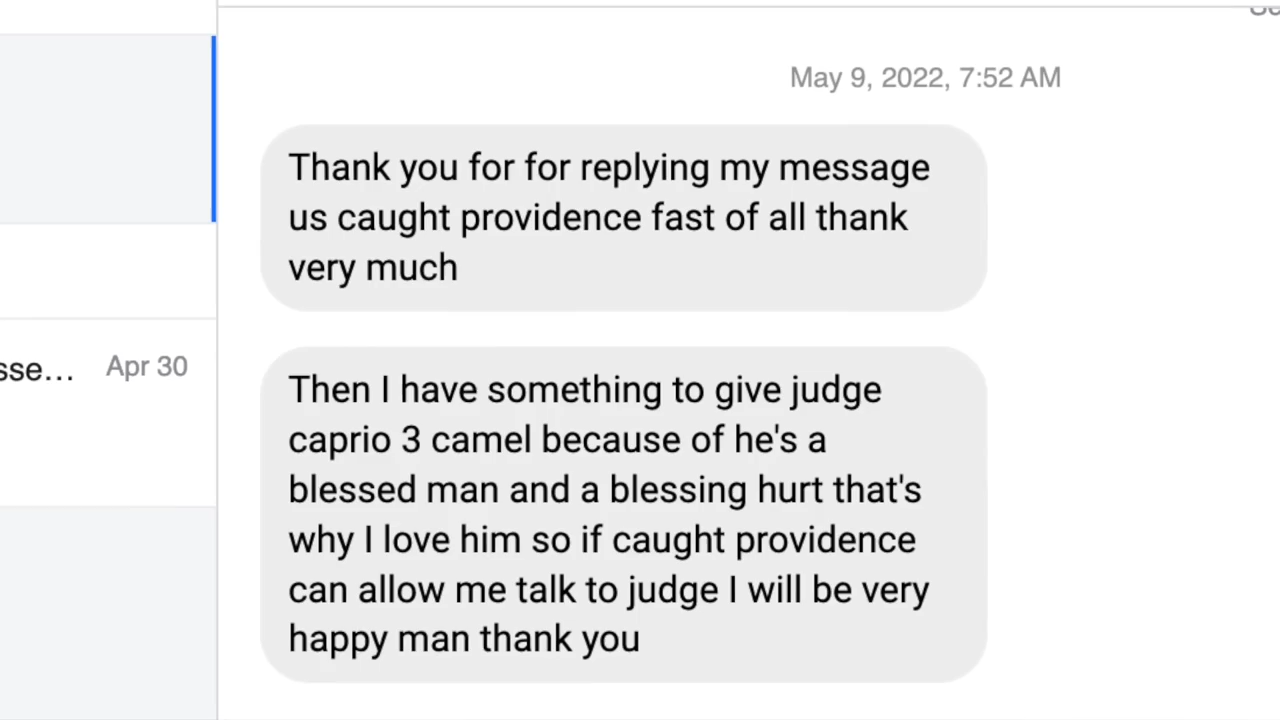 May 9, 2022, 7:52 AM
Thank you for for replying my message
us caught providence fast of all thank
very much
sse... Apr 30
Then I have something to give judge
caprio 3 camel because of he's a
blessed man and a blessing hurt that's
why I love him so if caught providence
can allow me talk to judge I will be very
happy man thank you